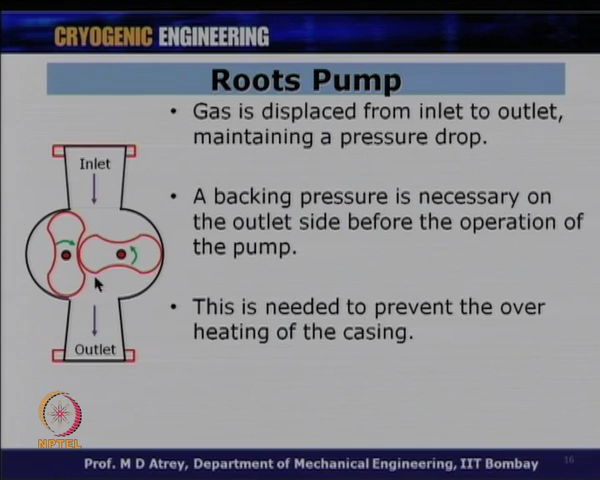 CRYOGENIC ENGINEERING
Roots Pump
• Gas is displaced from inlet to outlet,
maintaining a pressure drop.
• A backing pressure is necessary on
the outlet side before the operation of
the pump.
• This is needed to prevent the over
heating of the casing.
Inlet
Outlet
NPTEL
Prof. M D Atrey, Department of Mechanical Engineering, IIT Bombay
16